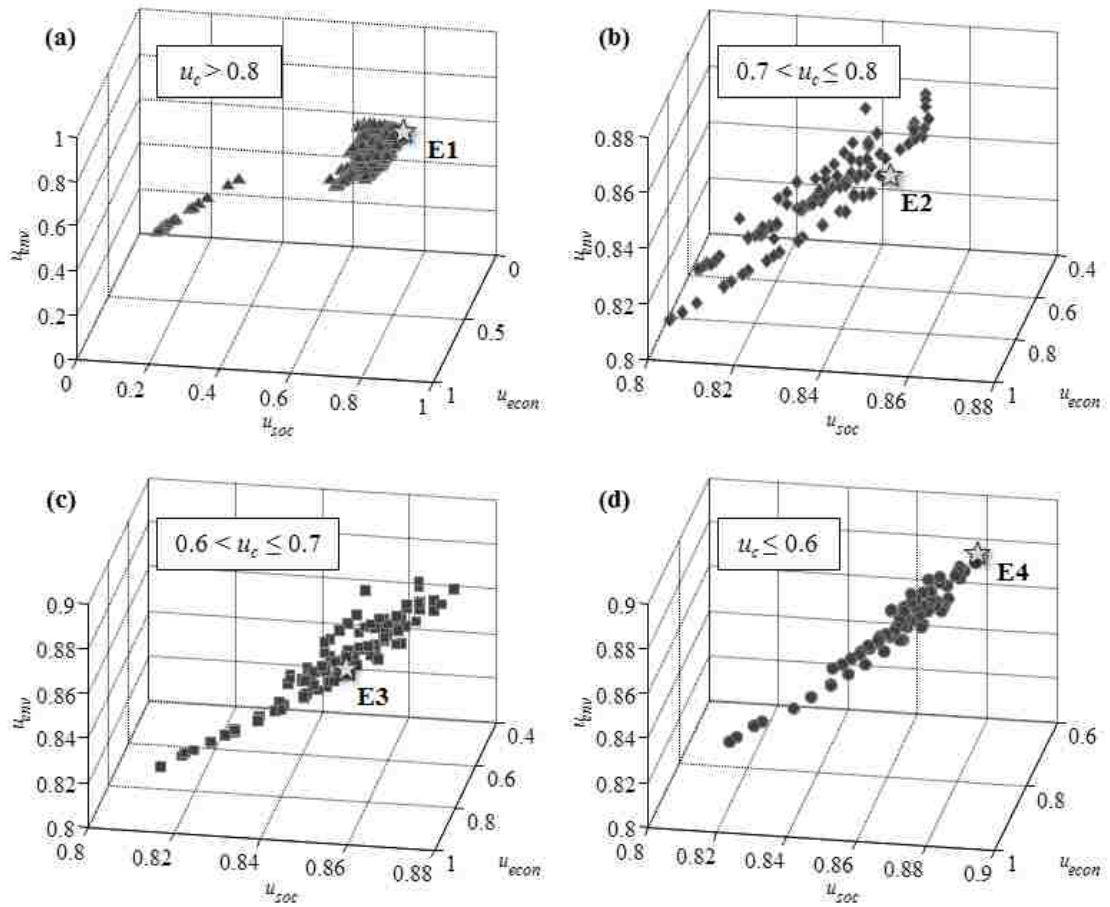 (a)
u_c > 0.8
E1
1
0.8
0.6
0.4
0.2
0
u_env
0
0.2
0.4
0.6
0.8
1
u_soc
0
0.5
1
u_econ
(b)
0.7 < u_c ≤ 0.8
E2
0.88
0.86
0.84
0.82
0.8
u_env
0.8
0.82
0.84
0.86
0.88
u_soc
0.4
0.6
0.8
1
u_econ
(c)
0.6 < u_c ≤ 0.7
E3
0.9
0.88
0.86
0.84
0.82
0.8
u_env
0.8
0.82
0.84
0.86
0.88
u_soc
0.4
0.6
0.8
1
u_econ
(d)
u_c ≤ 0.6
E4
0.9
0.88
0.86
0.84
0.82
0.8
u_env
0.8
0.82
0.84
0.86
0.88
0.9
u_soc
0.6
0.8
1
u_econ